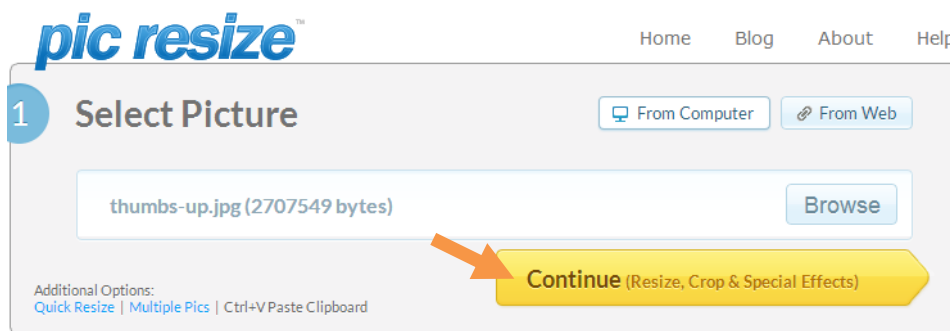 pic resize™
Home Blog About Help
1 Select Picture
From Computer From Web
thumbs-up.jpg (2707549 bytes)
Browse
Continue (Resize, Crop & Special Effects)
Additional Options:
Quick Resize | Multiple Pics | Ctrl+V Paste Clipboard